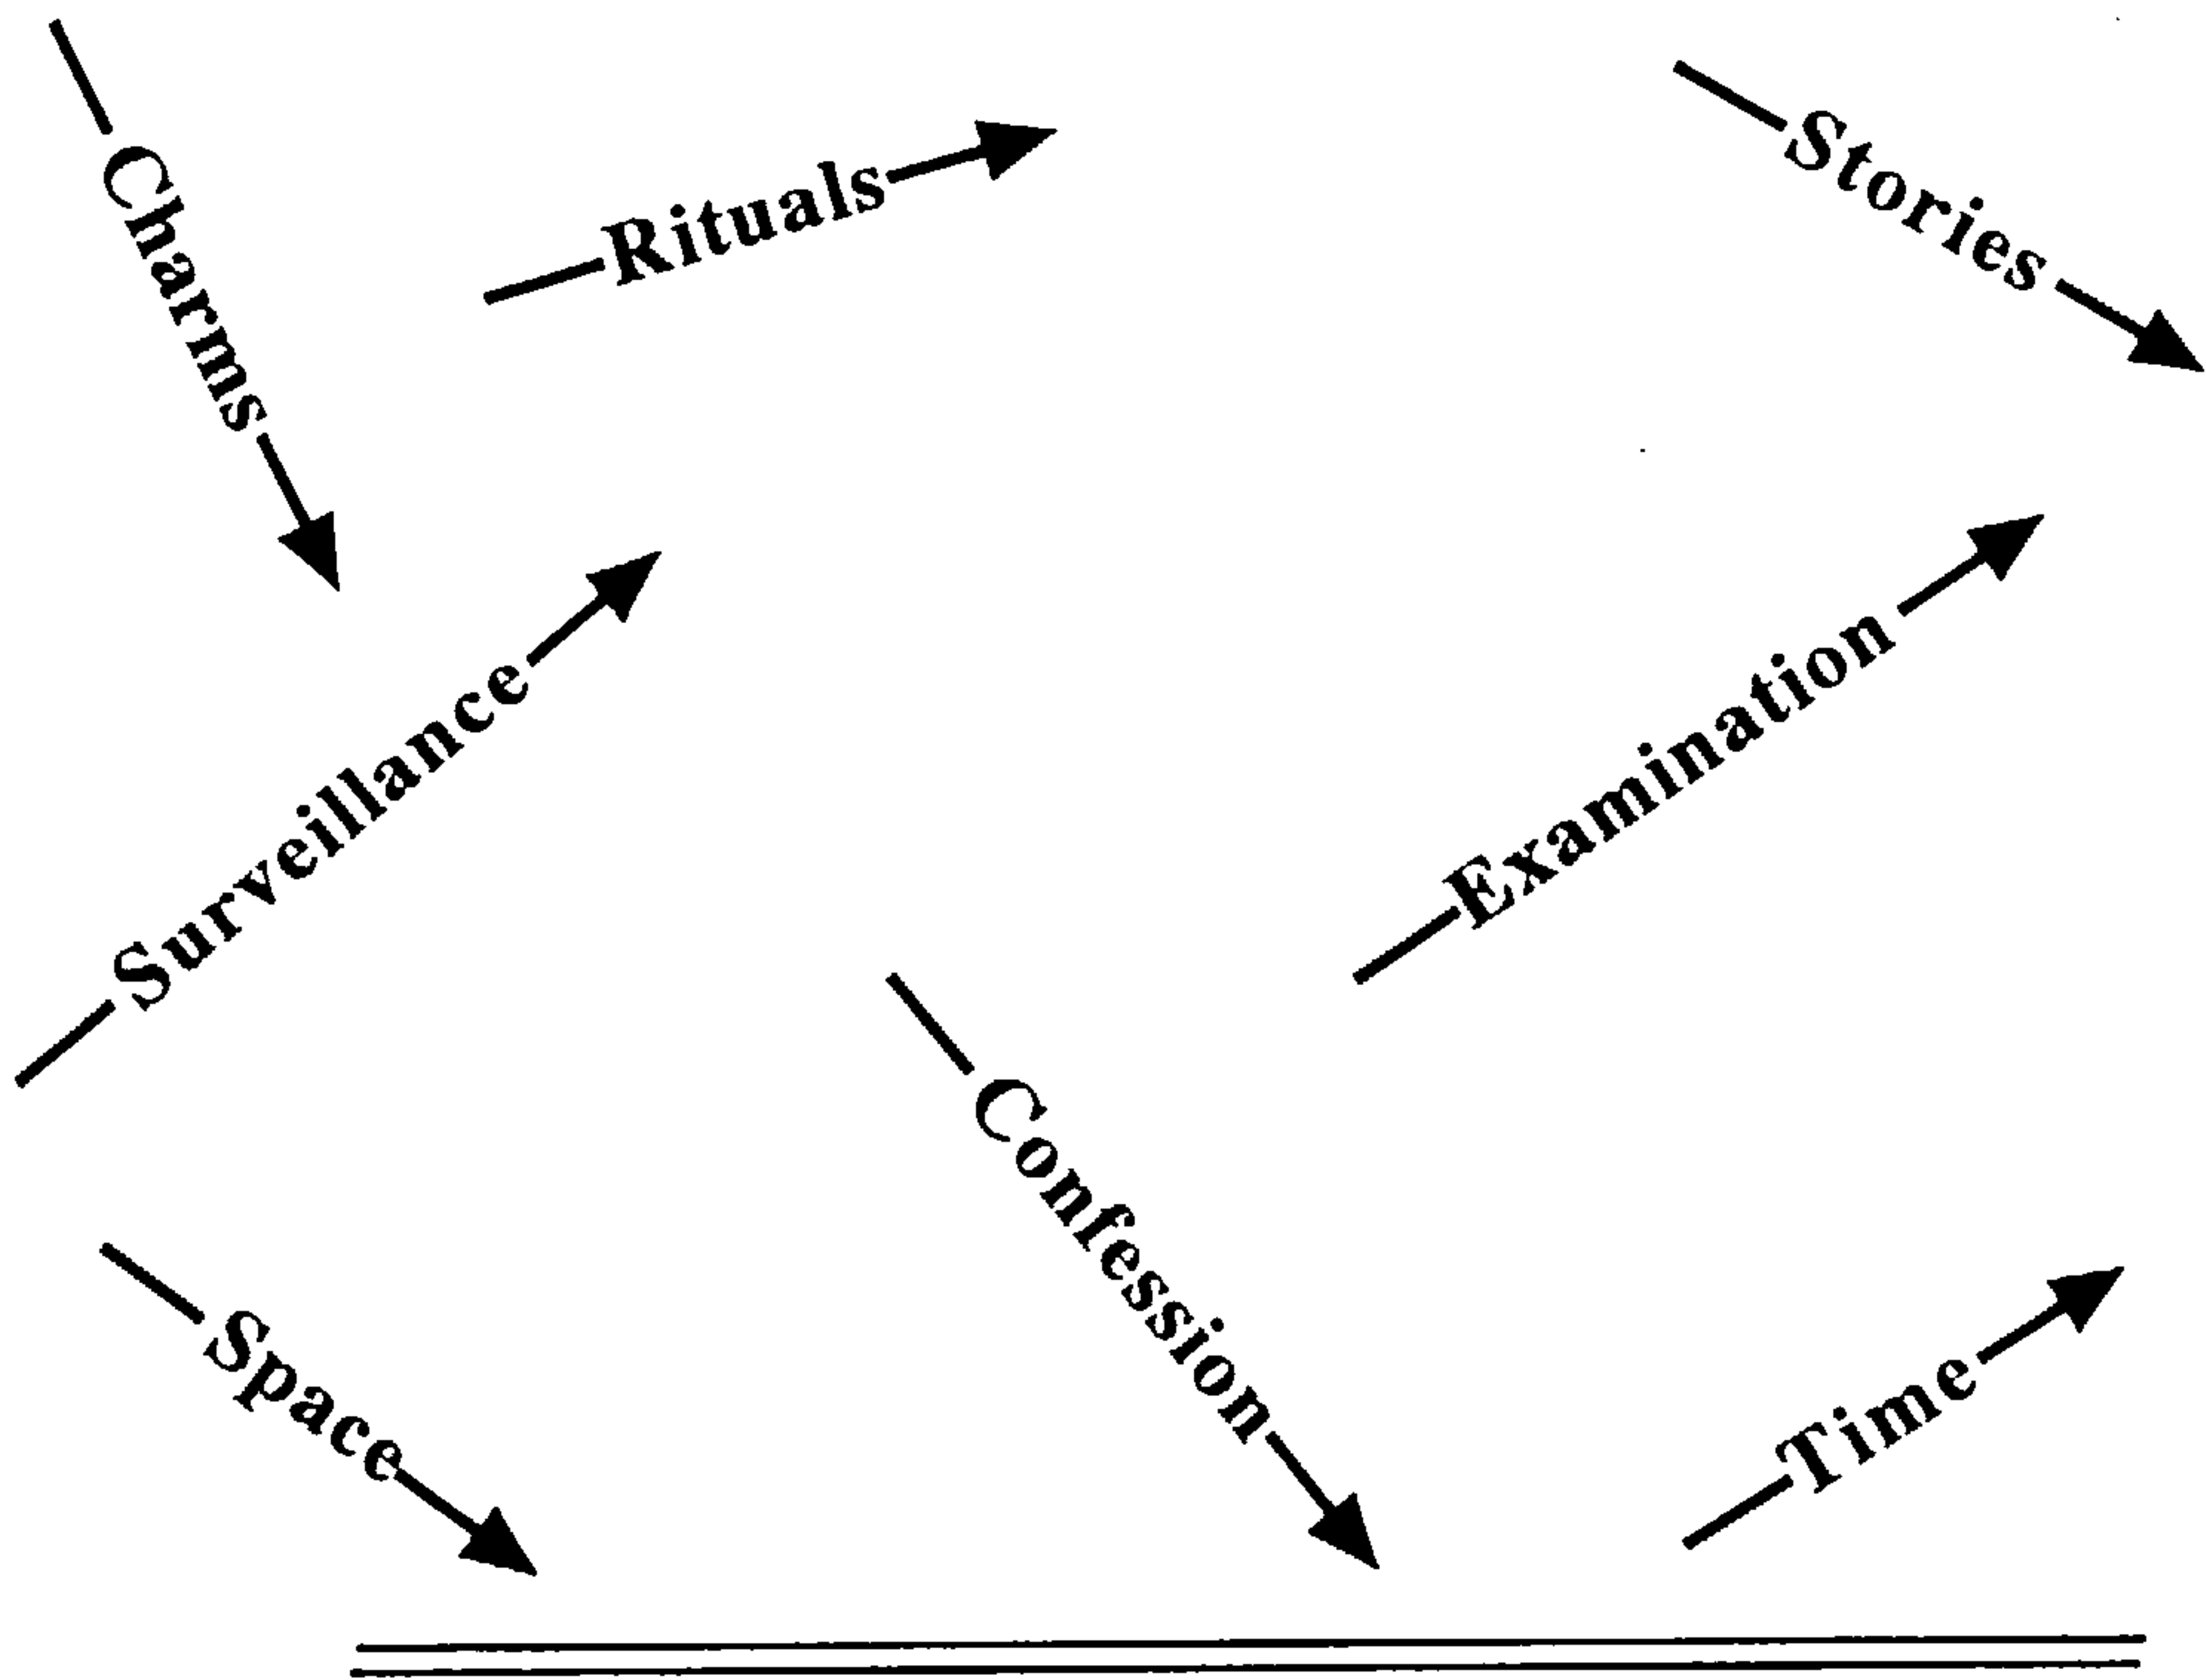 Charms
Rituals
Stories
Surveillance
Examination
Confession
Space
Time